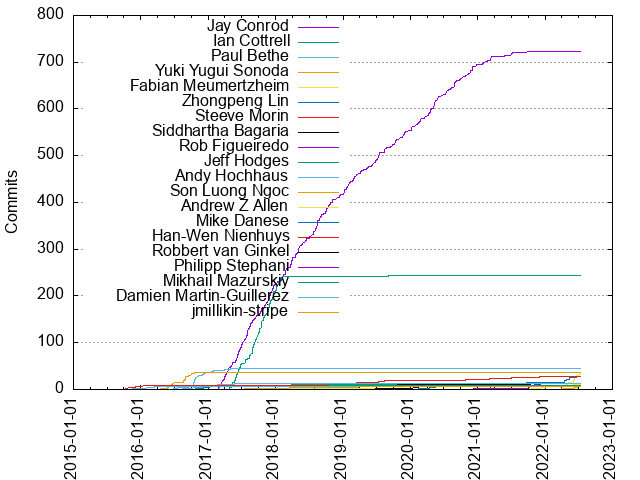 800
700
600
500
400
300
200
100
0
Commits
Jay Conrod
Ian Cottrell
Paul Bethe
Yuki Yugui Sonoda
Fabian Meumertzheim
Zhongpeng Lin
Steeve Morin
Siddhartha Bagaria
Rob Figueiredo
Jeff Hodges
Andy Hochhaus
Son Luong Ngoc
Andrew Z Allen
Mike Danese
Han-Wen Nienhuys
Robbert van Ginkel
Philipp Stephani
Mikhail Mazurskiy
Damien Martin-Guillerez
jmillikin-stripe
2015-01-01
2016-01-01
2017-01-01
2018-01-01
2019-01-01
2020-01-01
2021-01-01
2022-01-01
2023-01-01